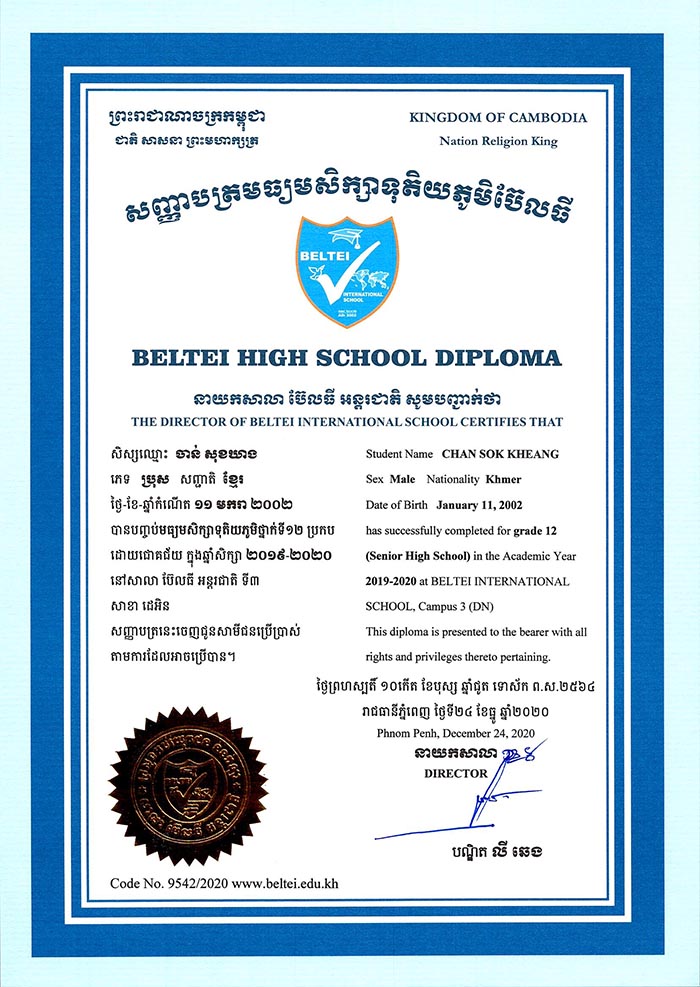 ព្រះរាជាណាចក្រកម្ពុជា
ជាតិ សាសនា ព្រះមហាក្សត្រ
KINGDOM OF CAMBODIA
Nation Religion King
សញ្ញាបត្រមធ្យមសិក្សាទុតិយភូមិប៊ែលធី
BELTEI
INTERNATIONAL
SCHOOL
BELTEI HIGH SCHOOL DIPLOMA
នាយកសាលា ប៊ែលធី អន្តរជាតិ សូមបញ្ជាក់ថា
THE DIRECTOR OF BELTEI INTERNATIONAL SCHOOL CERTIFIES THAT
សិស្សឈ្មោះ ចាន់ សុខឃាង
ភេទ ប្រុស សញ្ជាតិ ខ្មែរ
ថ្ងៃ-ខែ-ឆ្នាំកំណើត ១១ មករា ២០០២
បានបញ្ចប់មធ្យមសិក្សាទុតិយភូមិថ្នាក់ទី១២ ប្រកប
ដោយជោគជ័យ ក្នុងឆ្នាំសិក្សា ២០១៩-២០២០
នៅសាលា ប៊ែលធី អន្តរជាតិ ទី៣
សាខា ដេអិន
សញ្ញាបត្រនេះចេញជូនសាមីជនប្រើប្រាស់
តាមការដែលអាចប្រើបាន។
Student Name CHAN SOK KHEANG
Sex Male Nationality Khmer
Date of Birth January 11, 2002
has successfully completed for grade 12
(Senior High School) in the Academic Year
2019-2020 at BELTEI INTERNATIONAL
SCHOOL, Campus 3 (DN)
This diploma is presented to the bearer with all
rights and privileges thereto pertaining.
ថ្ងៃព្រហស្បតិ៍ ១០កើត ខែបុស្ស ឆ្នាំជូត ទោស័ក ព.ស.២៥៦៤
រាជធានីភ្នំពេញ ថ្ងៃទី២៤ ខែធ្នូ ឆ្នាំ២០២០
Phnom Penh, December 24, 2020
នាយកសាលា
DIRECTOR
បណ្ឌិត លី ឆេង
Code No. 9542/2020 www.beltei.edu.kh